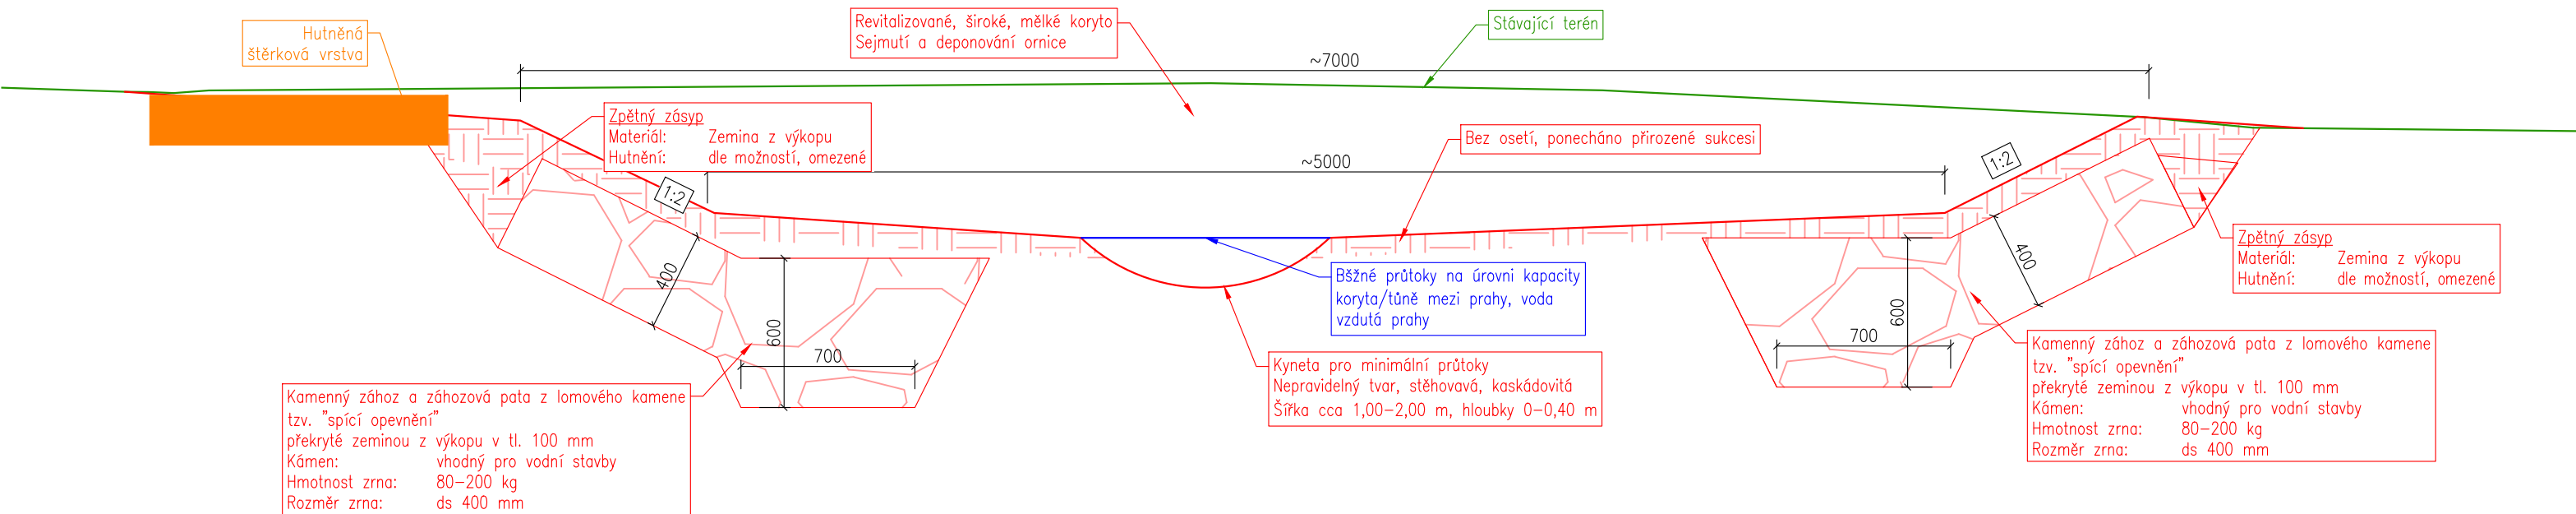 Hutněná
štěrková vrstva
Revitalizované, široké, mělké koryto
Sejmutí a deponování ornice
Stávající terén
~7000
Zpětný zásyp
Materiál: Zemina z výkopu
Hutnění: dle možností, omezené
Bez osetí, ponecháno přirozené sukcesi
~5000
1:2
1:2
Zpětný zásyp
Materiál: Zemina z výkopu
Hutnění: dle možností, omezené
400
400
Bšžné průtoky na úrovni kapacity
koryta/tůně mezi prahy, voda
vzdutá prahy
600
700
600
700
Kyneta pro minimální průtoky
Nepravidelný tvar, stěhovavá, kaskádovitá
Šířka cca 1,00-2,00 m, hloubky 0-0,40 m
Kamenný zához a záhozová pata z lomového kamene
tzv. "spící opevnění"
překryté zeminou z výkopu v tl. 100 mm
Kámen: vhodný pro vodní stavby
Hmotnost zrna: 80-200 kg
Rozměr zrna: ds 400 mm
Kamenný zához a záhozová pata z lomového kamene
tzv. "spící opevnění"
překryté zeminou z výkopu v tl. 100 mm
Kámen: vhodný pro vodní stavby
Hmotnost zrna: 80-200 kg
Rozměr zrna: ds 400 mm